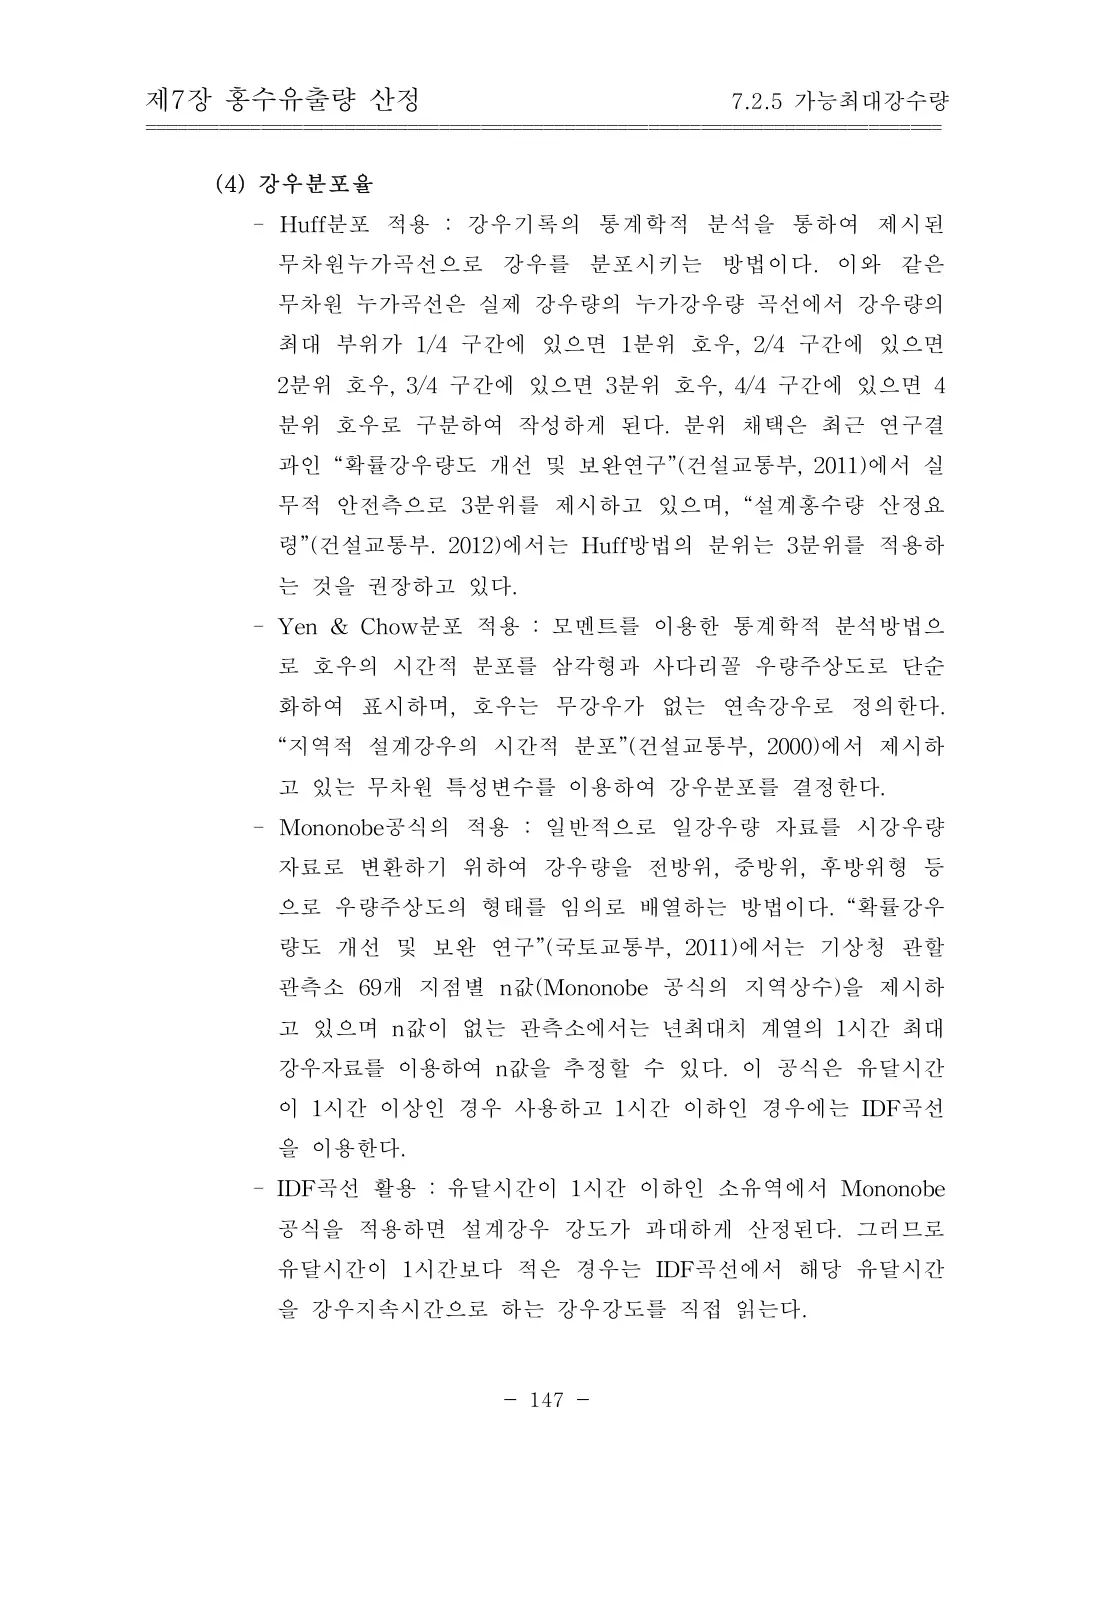 제7장 홍수유출량 산정 7.2.5 가능최대강수량
================================================================================
(4) 강우분포율
- Huff분포 적용 : 강우기록의 통계학적 분석을 통하여 제시된
무차원누가곡선으로 강우를 분포시키는 방법이다. 이와 같은
무차원 누가곡선은 실제 강우량의 누가강우량 곡선에서 강우량의
최대 부위가 1/4 구간에 있으면 1분위 호우, 2/4 구간에 있으면
2분위 호우, 3/4 구간에 있으면 3분위 호우, 4/4 구간에 있으면 4
분위 호우로 구분하여 작성하게 된다. 분위 채택은 최근 연구결
과인 “확률강우량도 개선 및 보완연구”(건설교통부, 2011)에서 실
무적 안전측으로 3분위를 제시하고 있으며, “설계홍수량 산정요
령”(건설교통부. 2012)에서는 Huff방법의 분위는 3분위를 적용하
는 것을 권장하고 있다.
- Yen & Chow분포 적용 : 모멘트를 이용한 통계학적 분석방법으
로 호우의 시간적 분포를 삼각형과 사다리꼴 우량주상도로 단순
화하여 표시하며, 호우는 무강우가 없는 연속강우로 정의한다.
“지역적 설계강우의 시간적 분포”(건설교통부, 2000)에서 제시하
고 있는 무차원 특성변수를 이용하여 강우분포를 결정한다.
- Mononobe공식의 적용 : 일반적으로 일강우량 자료를 시강우량
자료로 변환하기 위하여 강우량을 전방위, 중방위, 후방위형 등
으로 우량주상도의 형태를 임의로 배열하는 방법이다. “확률강우
량도 개선 및 보완 연구”(국토교통부, 2011)에서는 기상청 관할
관측소 69개 지점별 n값(Mononobe 공식의 지역상수)을 제시하
고 있으며 n값이 없는 관측소에서는 년최대치 계열의 1시간 최대
강우자료를 이용하여 n값을 추정할 수 있다. 이 공식은 유달시간
이 1시간 이상인 경우 사용하고 1시간 이하인 경우에는 IDF곡선
을 이용한다.
- IDF곡선 활용 : 유달시간이 1시간 이하인 소유역에서 Mononobe
공식을 적용하면 설계강우 강도가 과대하게 산정된다. 그러므로
유달시간이 1시간보다 적은 경우는 IDF곡선에서 해당 유달시간
을 강우지속시간으로 하는 강우강도를 직접 읽는다.
- 147 -